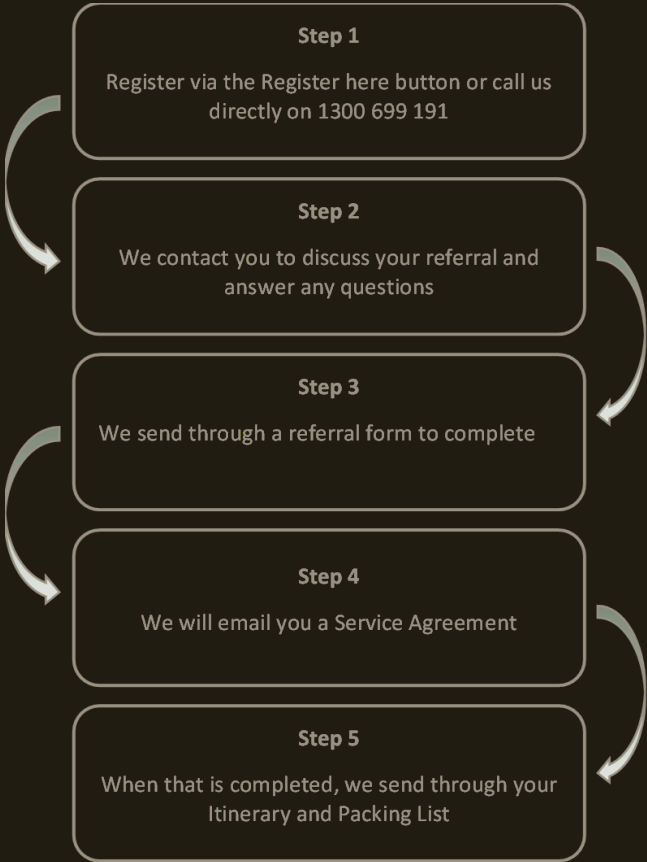 Step 1
Register via the Register here button or call us
directly on 1300 699 191
Step 2
We contact you to discuss your referral and
answer any questions
Step 3
We send through a referral form to complete
Step 4
We will email you a Service Agreement
Step 5
When that is completed, we send through your
Itinerary and Packing List